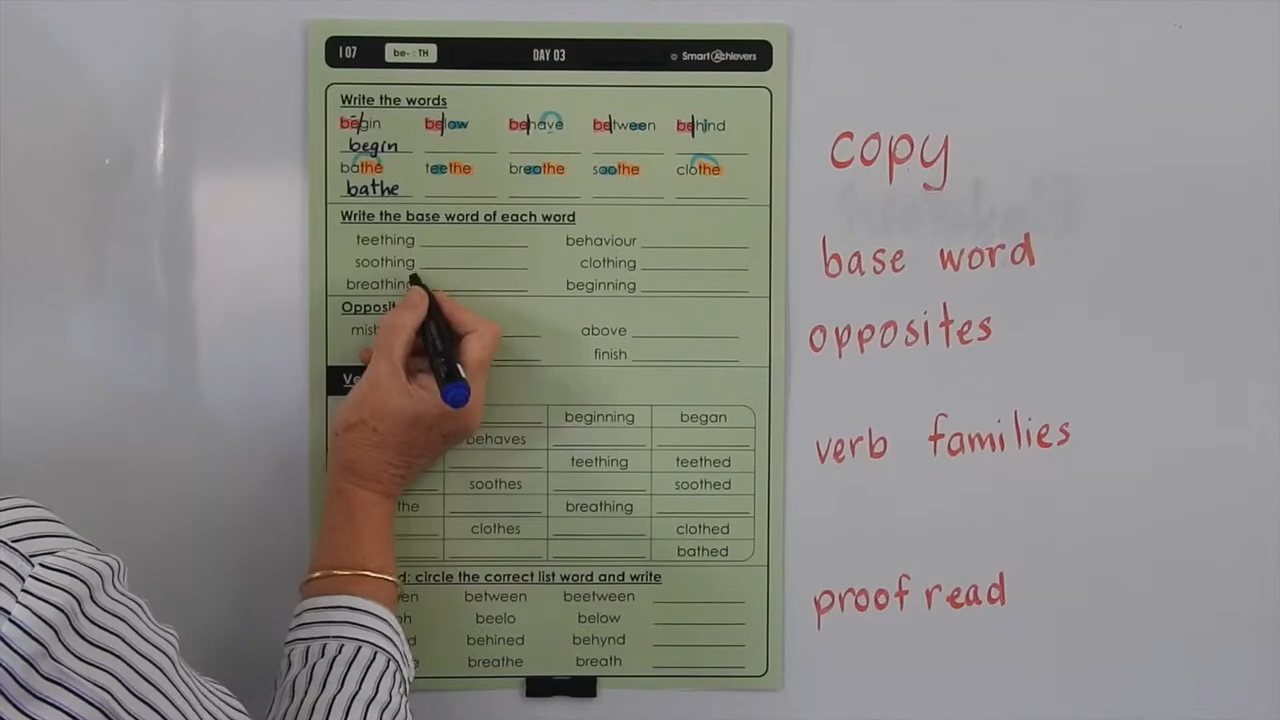 I 07 be- : TH DAY 03 © SmartAchievers
Write the words
begin below behave between behind
begin
bathe teethe breathe soothe clothe
bathe
Write the base word of each word
teething behaviour
soothing clothing
breathing beginning
above
finish
beginning began
behaves
teething teethed
soothes soothed
breathing
clothes clothed
bathed
circle the correct list word and write
between beetween
beelo below
behined behynd
breathe breath
copy
base word
opposites
verb families
proof read